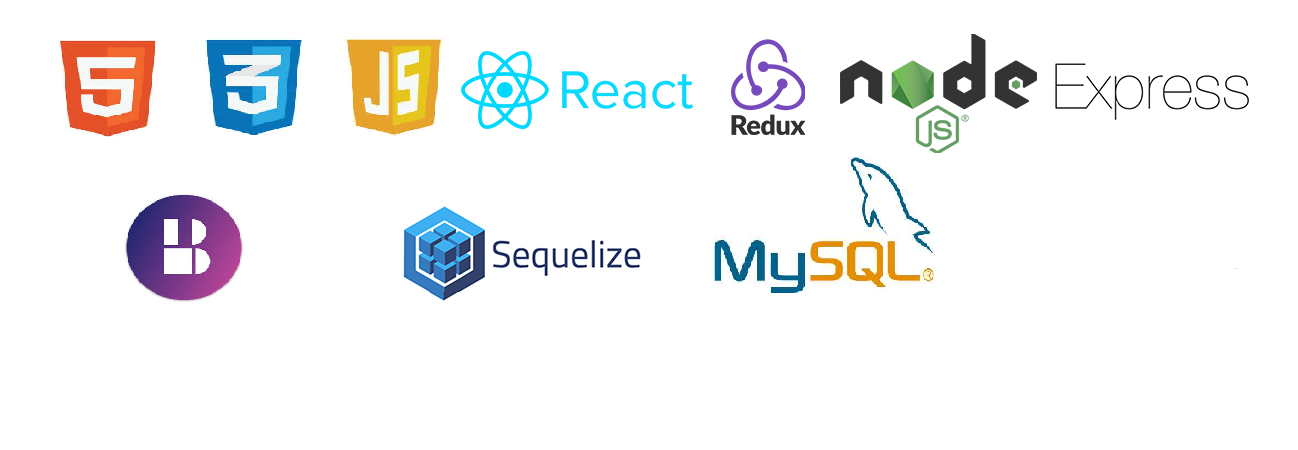 5
3
JS
React
Redux
node
JS®
Express
B
Sequelize
MySQL®